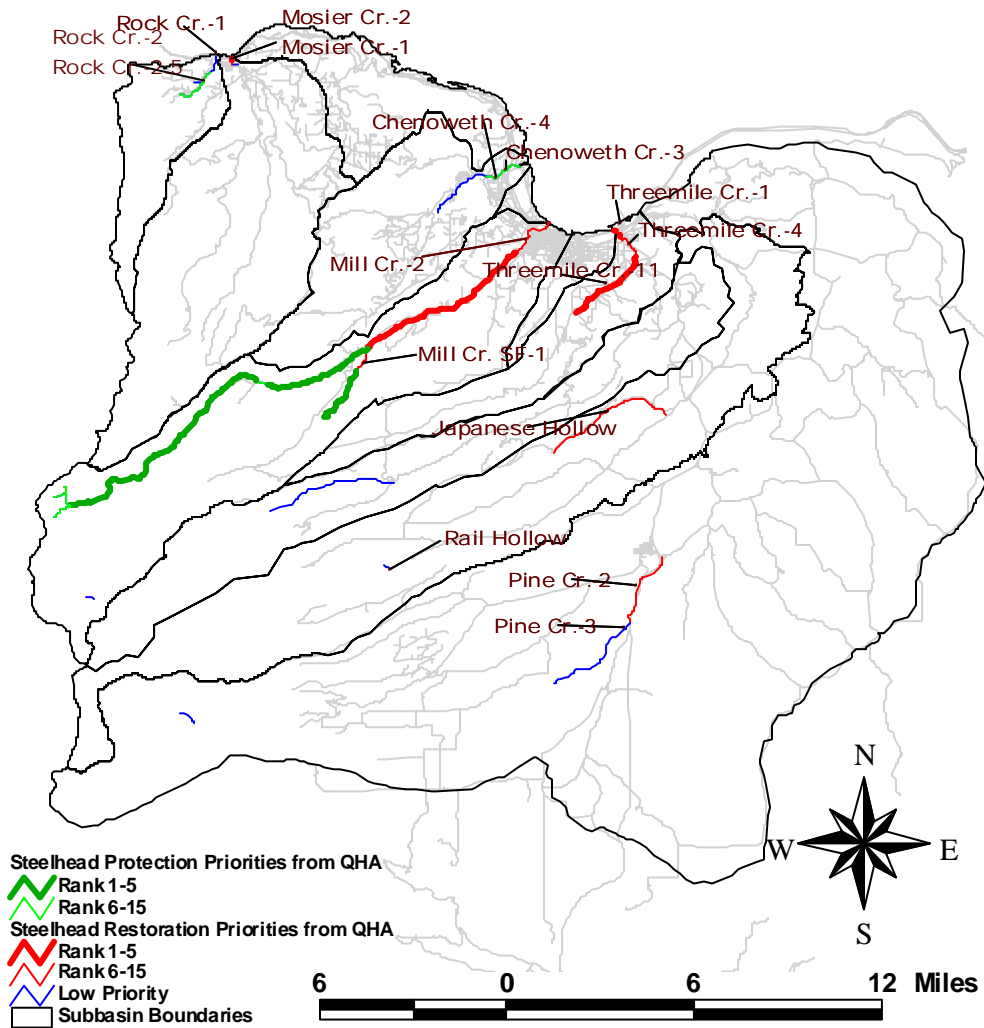 Mosier Cr.-2
Rock Cr.-1
Rock Cr.-2
Mosier Cr.-1
Rock Cr.-2-5
Chenoweth Cr.-4
Chenoweth Cr.-3
Threemile Cr.-1
Threemile Cr.-4
Mill Cr.-2
Threemile Cr.-11
Mill Cr. SF-1
Japanese Hollow
Rail Hollow
Pine Cr.-2
Pine Cr.-3
N
W
E
S
Steelhead Protection Priorities from QHA
Rank 1-5
Rank 6-15
Steelhead Restoration Priorities from QHA
Rank 1-5
Rank 6-15
Low Priority
Subbasin Boundaries
6 0 6 12 Miles